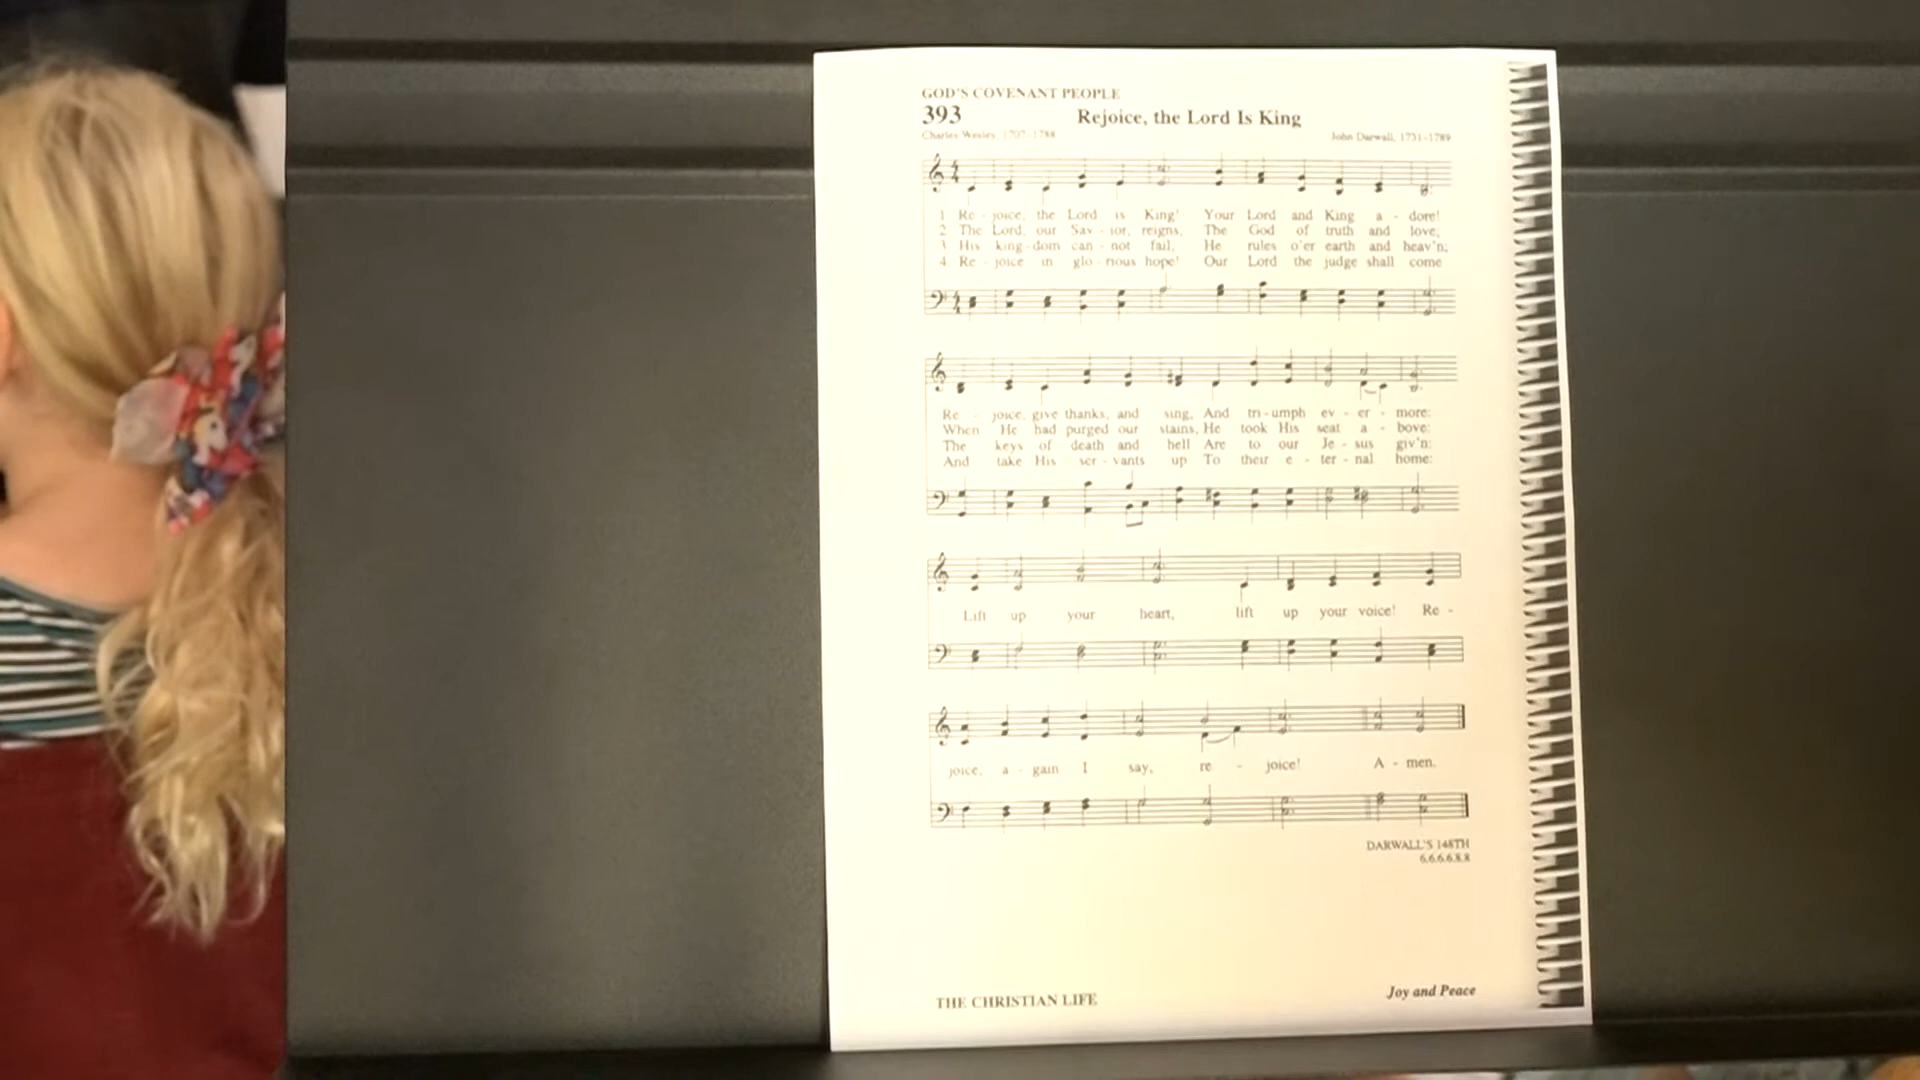 GOD'S COVENANT PEOPLE
393 Rejoice, the Lord Is King
Charles Wesley, 1707-1788 John Darwall, 1731-1789
1 Re - joice, the Lord is King! Your Lord and King a - dore!
2 The Lord, our Sav - ior, reigns, The God of truth and love;
3 His king - dom can - not fail, He rules o'er earth and heav'n;
4 Re - joice in glo - rious hope! Our Lord the judge shall come
Re - joice, give thanks, and sing, And tri - umph ev - er - more:
When He had purged our stains, He took His seat a - bove:
The keys of death and hell Are to our Je - sus giv'n:
And take His ser - vants up To their e - ter - nal home:
Lift up your heart, lift up your voice! Re -
joice, a - gain I say, re - joice! A - men.
DARWALL'S 148TH
6.6.6.6.8.8
THE CHRISTIAN LIFE Joy and Peace